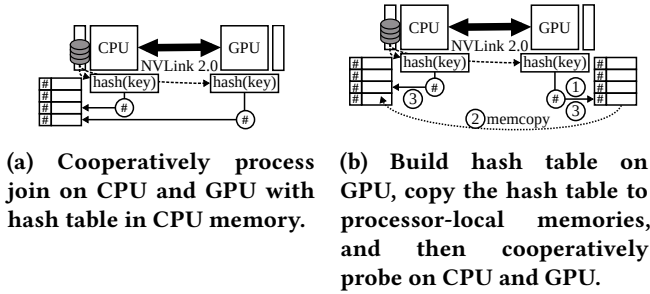 CPU
GPU
NVLink 2.0
hash(key)
hash(key)
#
#
#
#
#
#
(a) Cooperatively process
join on CPU and GPU with
hash table in CPU memory.
CPU
GPU
NVLink 2.0
hash(key)
hash(key)
#
#
#
#
#
#
①
③
③
#
#
#
#
② memcopy
(b) Build hash table on
GPU, copy the hash table to
processor-local memories,
and then cooperatively
probe on CPU and GPU.